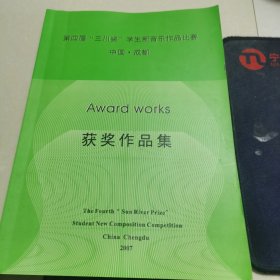 第四届“三川杯”学生新音乐作品比赛
中国·成都
Award works
获奖作品集
The Fourth " Sun River Prize"
Student New Composition Competition
China Chengdu
2007
宁